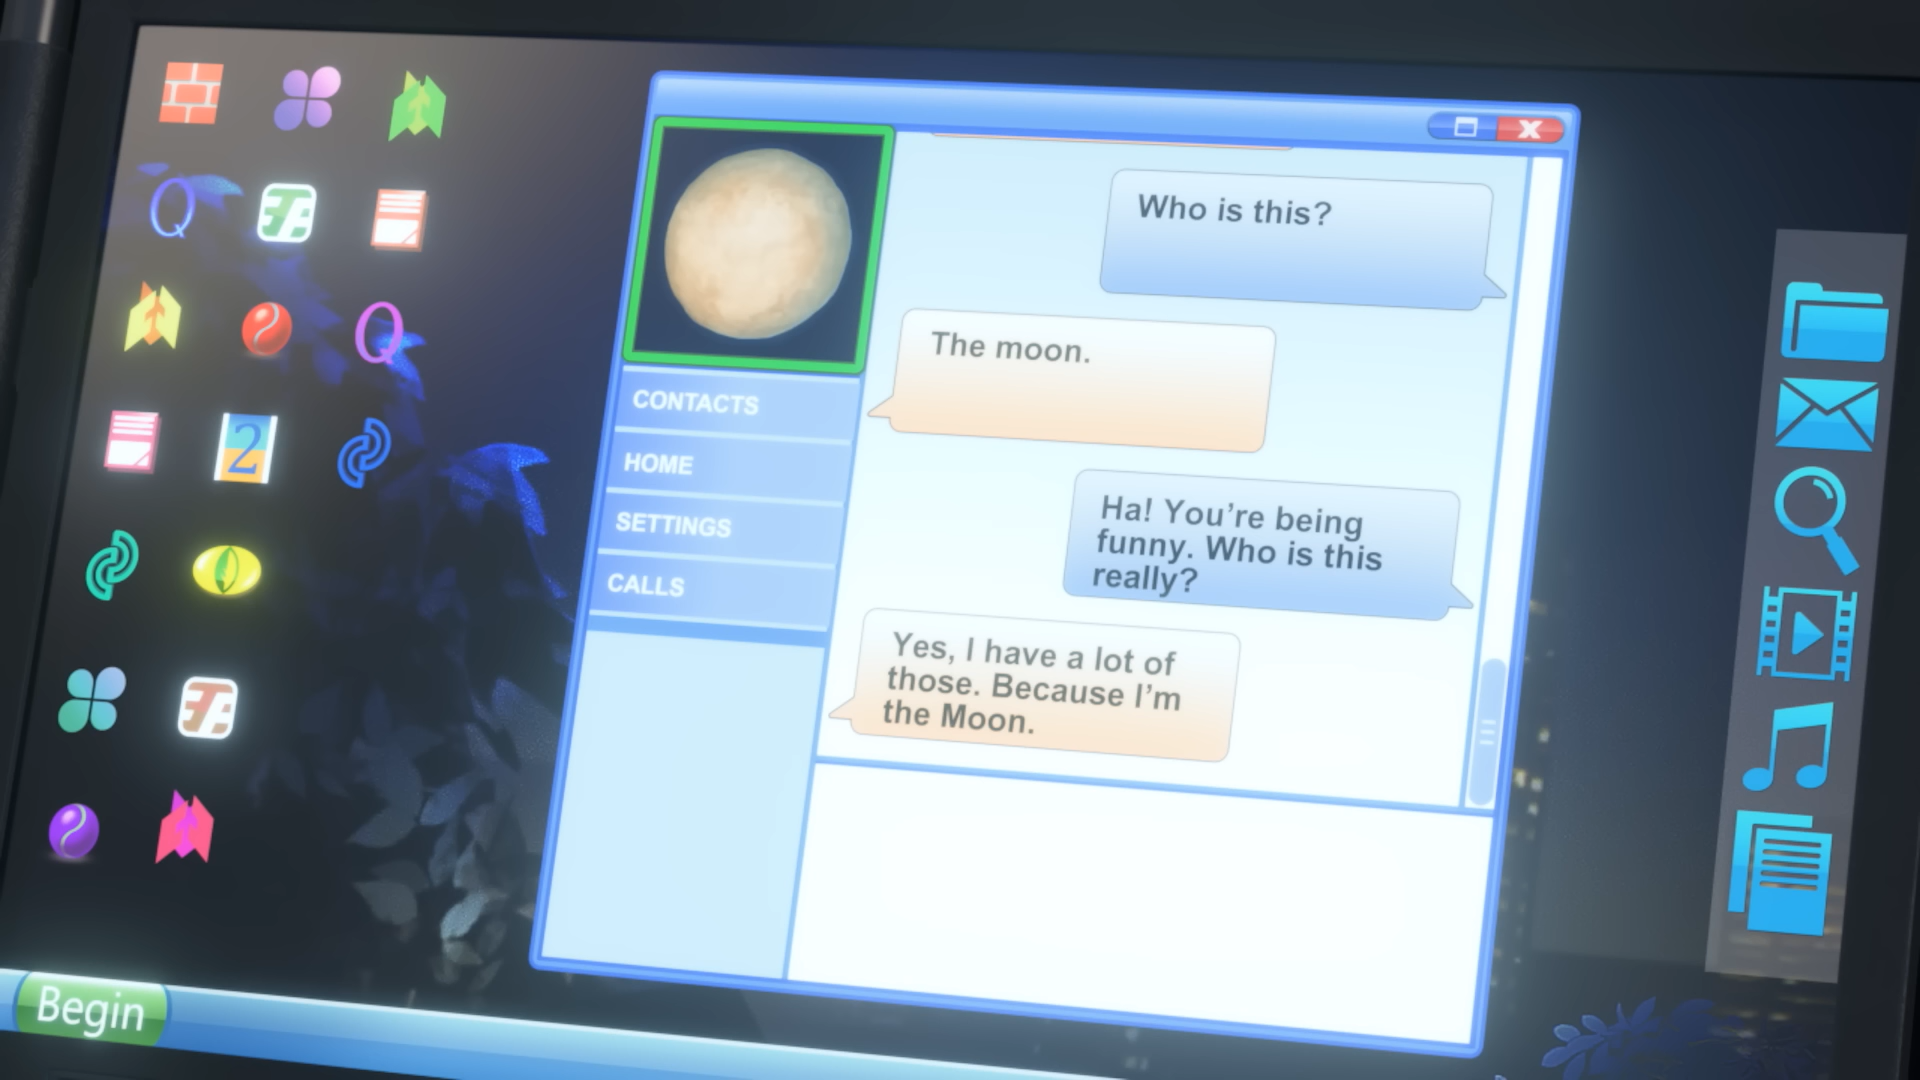 Who is this?
The moon.
Ha! You're being
funny. Who is this
really?
Yes, I have a lot of
those. Because I'm
the Moon.
CONTACTS
HOME
SETTINGS
CALLS
Q
Q
2
Begin